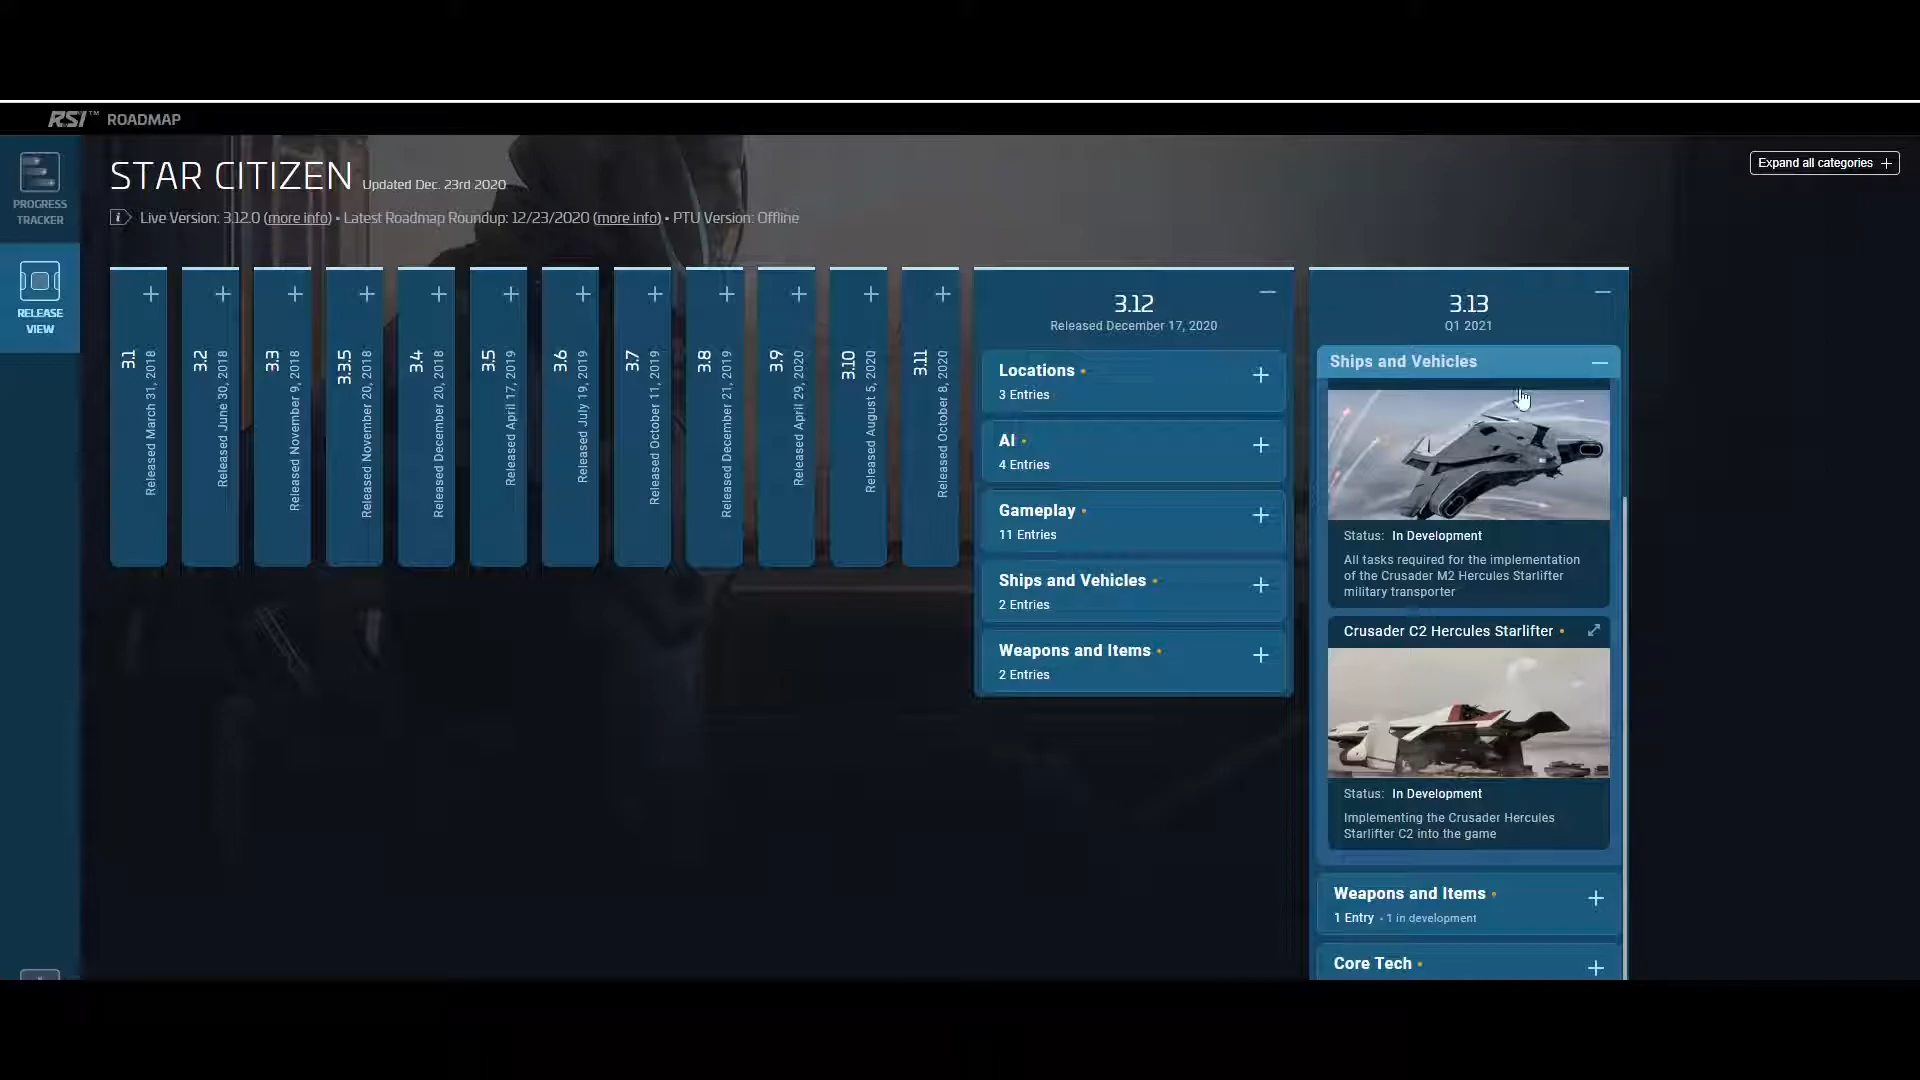 RSI™ ROADMAP
PROGRESS
TRACKER
RELEASE
VIEW
STAR CITIZEN Updated Dec. 23rd 2020
Expand all categories
Live Version: 3.12.0 (more info) • Latest Roadmap Roundup: 12/23/2020 (more info) • PTU Version: Offline
3.1
Released March 31, 2018
3.2
Released June 30, 2018
3.3
Released November 9, 2018
3.3.5
Released November 20, 2018
3.4
Released December 20, 2018
3.5
Released April 17, 2019
3.6
Released July 19, 2019
3.7
Released October 11, 2019
3.8
Released December 21, 2019
3.9
Released April 29, 2020
3.10
Released August 5, 2020
3.11
Released October 8, 2020
3.12
Released December 17, 2020
Locations
3 Entries
AI
4 Entries
Gameplay
11 Entries
Ships and Vehicles
2 Entries
Weapons and Items
2 Entries
3.13
Q1 2021
Ships and Vehicles
Status: In Development
All tasks required for the implementation
of the Crusader M2 Hercules Starlifter
military transporter
Crusader C2 Hercules Starlifter
Status: In Development
Implementing the Crusader Hercules
Starlifter C2 into the game
Weapons and Items
1 Entry • 1 in development
Core Tech